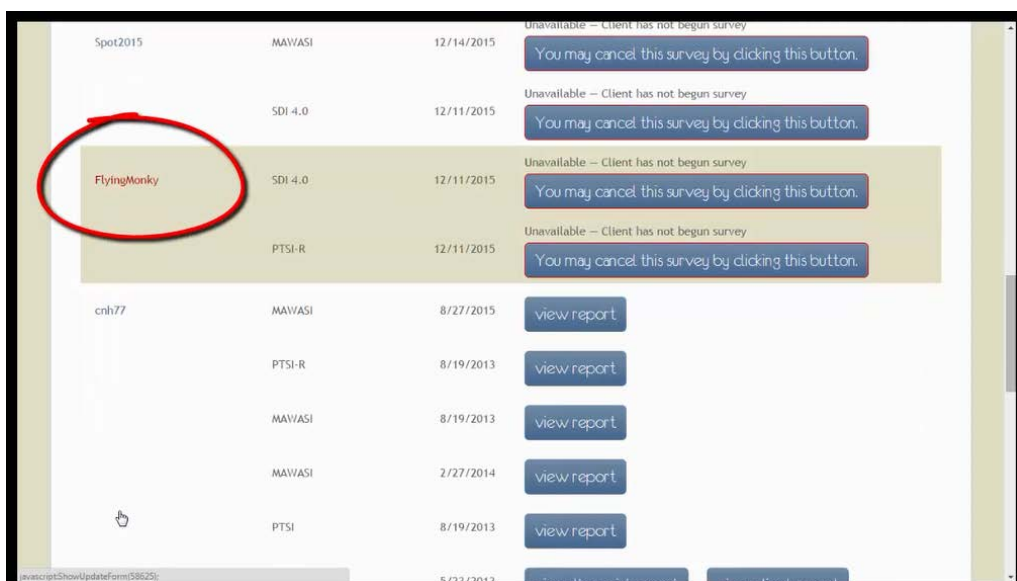 Unavailable — Client has not begun survey
Spot2015 MAWASI 12/14/2015 You may cancel this survey by clicking this button.
Unavailable — Client has not begun survey
SDI 4.0 12/11/2015 You may cancel this survey by clicking this button.
Unavailable — Client has not begun survey
FlyingMonky SDI 4.0 12/11/2015 You may cancel this survey by clicking this button.
Unavailable — Client has not begun survey
PTSI-R 12/11/2015 You may cancel this survey by clicking this button.
cnh77 MAWASI 8/27/2015 view report
PTSI-R 8/19/2013 view report
MAWASI 8/19/2013 view report
MAWASI 2/27/2014 view report
PTSI 8/19/2013 view report
javascript:ShowUpdateForm(58625);